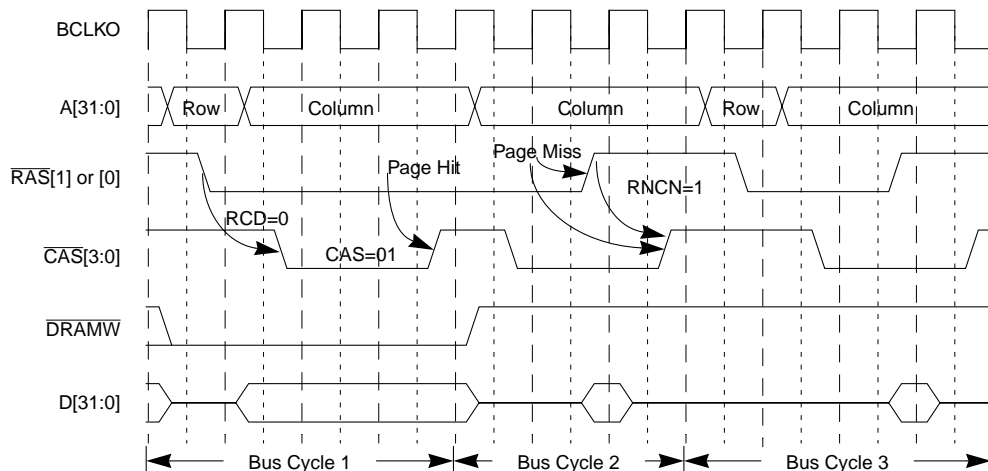 BCLKO
A[31:0]
Row
Column
Column
Row
Column
RAS[1] or [0]
Page Hit
Page Miss
RCD=0
RNCN=1
CAS[3:0]
CAS=01
DRAMW
D[31:0]
Bus Cycle 1
Bus Cycle 2
Bus Cycle 3